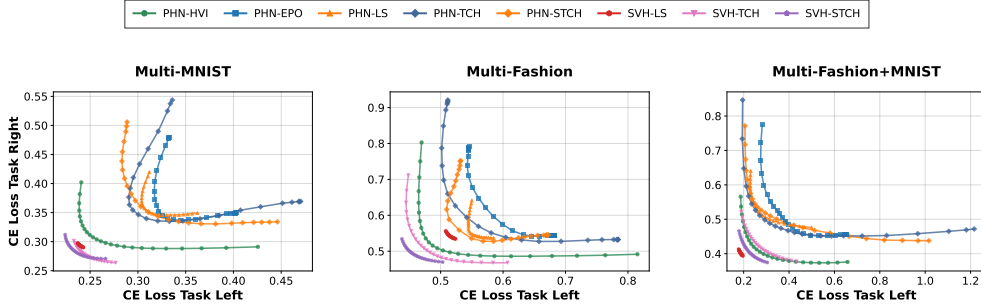 PHN-HVI PHN-EPO PHN-LS PHN-TCH PHN-STCH SVH-LS SVH-TCH SVH-STCH
Multi-MNIST Multi-Fashion Multi-Fashion+MNIST
CE Loss Task Right
0.55
0.50
0.45
0.40
0.35
0.30
0.25
0.25 0.30 0.35 0.40 0.45
CE Loss Task Left
0.9
0.8
0.7
0.6
0.5
0.5 0.6 0.7 0.8
CE Loss Task Left
0.9
0.8
0.7
0.6
0.5
0.4
0.2 0.4 0.6 0.8 1.0 1.2
CE Loss Task Left